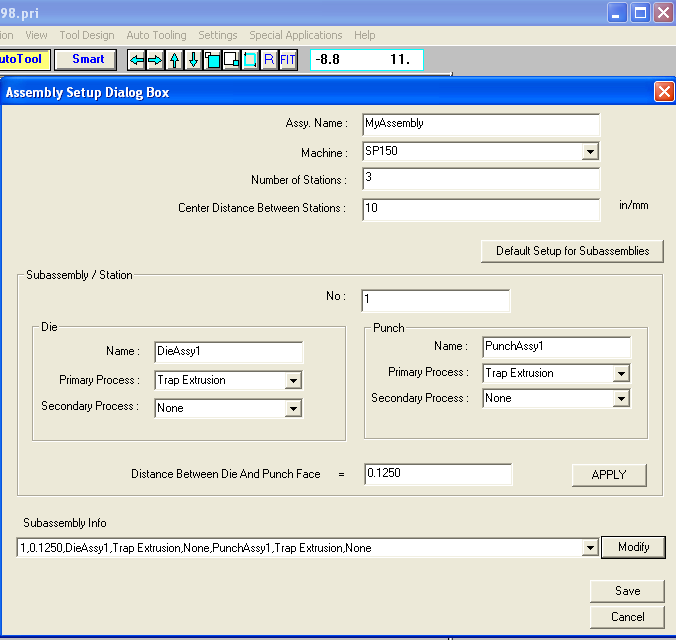 98.pri
ion View Tool Design Auto Tooling Settings Special Applications Help
utoTool Smart R FIT -8.8 11.
Assembly Setup Dialog Box
Assy. Name : MyAssembly
Machine : SP150
Number of Stations : 3
Center Distance Between Stations : 10 in/mm
Default Setup for Subassemblies
Subassembly / Station
No : 1
Die
Name : DieAssy1
Primary Process : Trap Extrusion
Secondary Process : None
Punch
Name : PunchAssy1
Primary Process : Trap Extrusion
Secondary Process : None
Distance Between Die And Punch Face = 0.1250 APPLY
Subassembly Info
1,0.1250,DieAssy1,Trap Extrusion,None,PunchAssy1,Trap Extrusion,None Modify
Save
Cancel